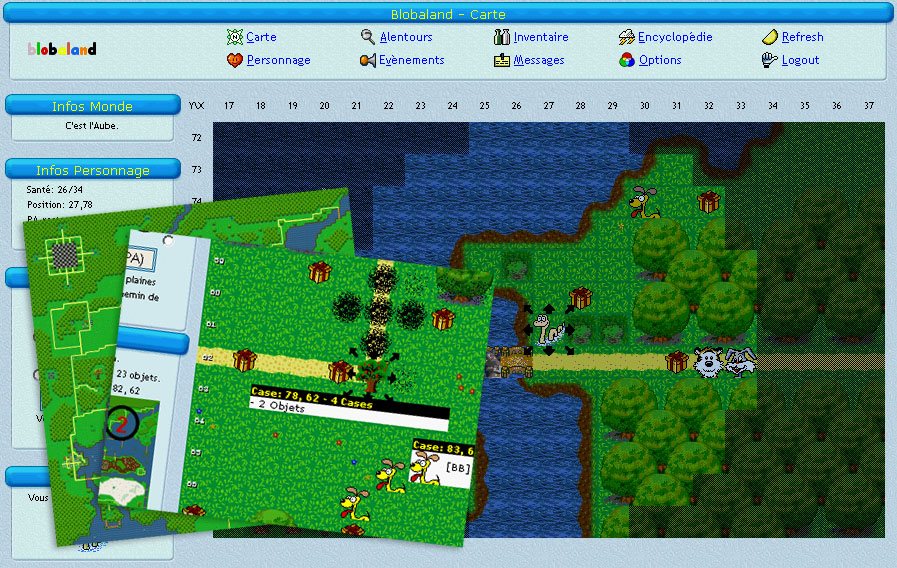 Blobaland - Carte
blobaland
Carte
Alentours
Inventaire
Encyclopédie
Refresh
Personnage
Evènements
Messages
Options
Logout
Infos Monde
C'est l'Aube.
Y\X 17 18 19 20 21 22 23 24 25 26 27 28 29 30 31 32 33 34 35 36 37
72
73
74
Infos Personnage
Santé: 26/34
Position: 27,78
PA)
plaines
emin de
23 objets.
82, 62
2
Case: 78, 62 - 4 Cases
- 2 Objets
Case: 83, 6
[BB]
Vous